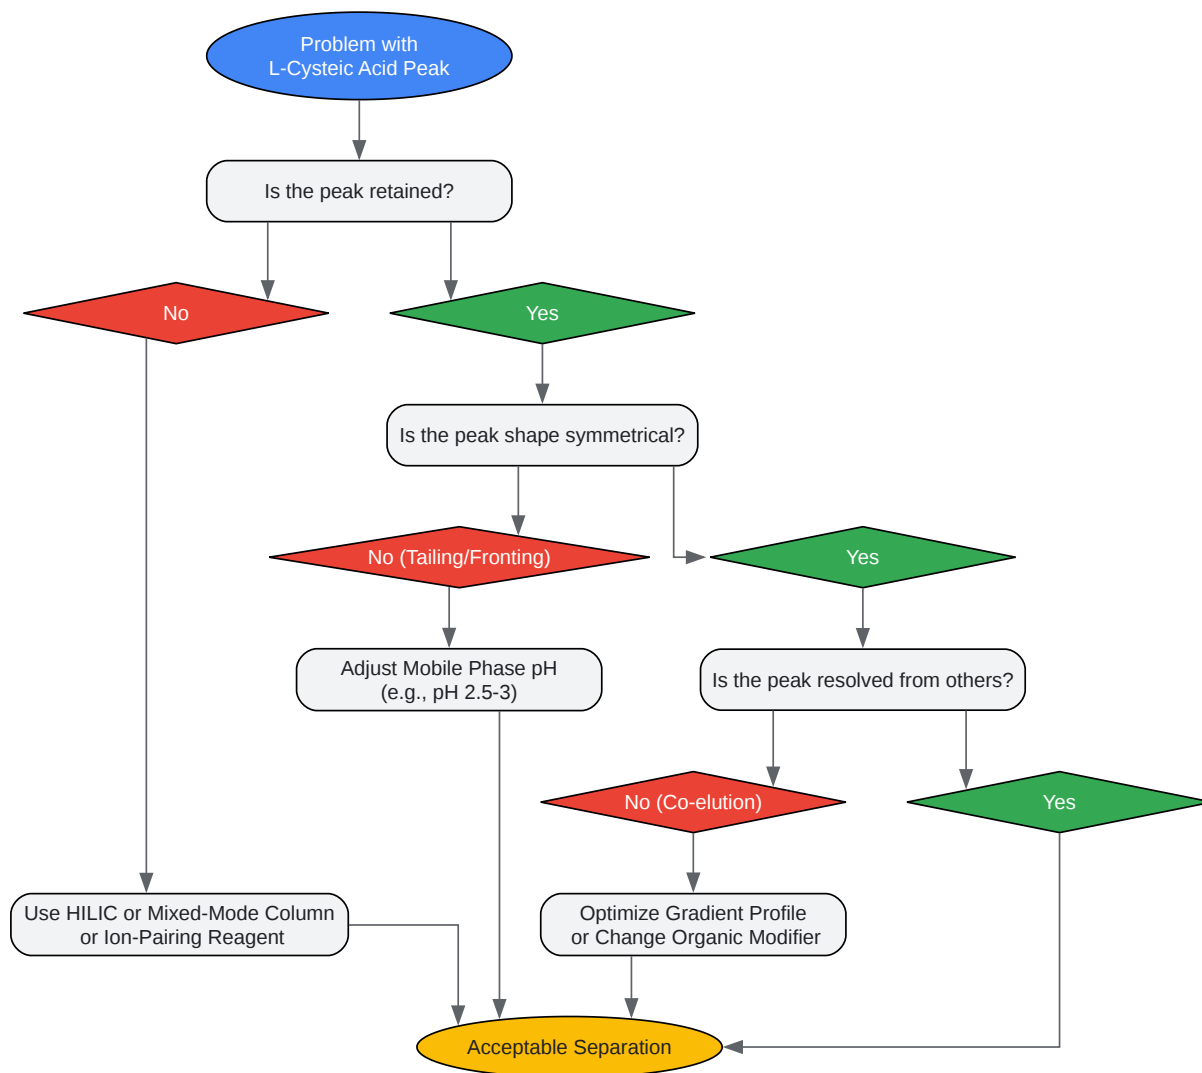 Problem with
L-Cysteic Acid Peak
Is the peak retained?
No
Yes
Is the peak shape symmetrical?
No (Tailing/Fronting)
Yes
Adjust Mobile Phase pH
(e.g., pH 2.5-3)
Is the peak resolved from others?
No (Co-elution)
Yes
Use HILIC or Mixed-Mode Column
or Ion-Pairing Reagent
Optimize Gradient Profile
or Change Organic Modifier
Acceptable Separation